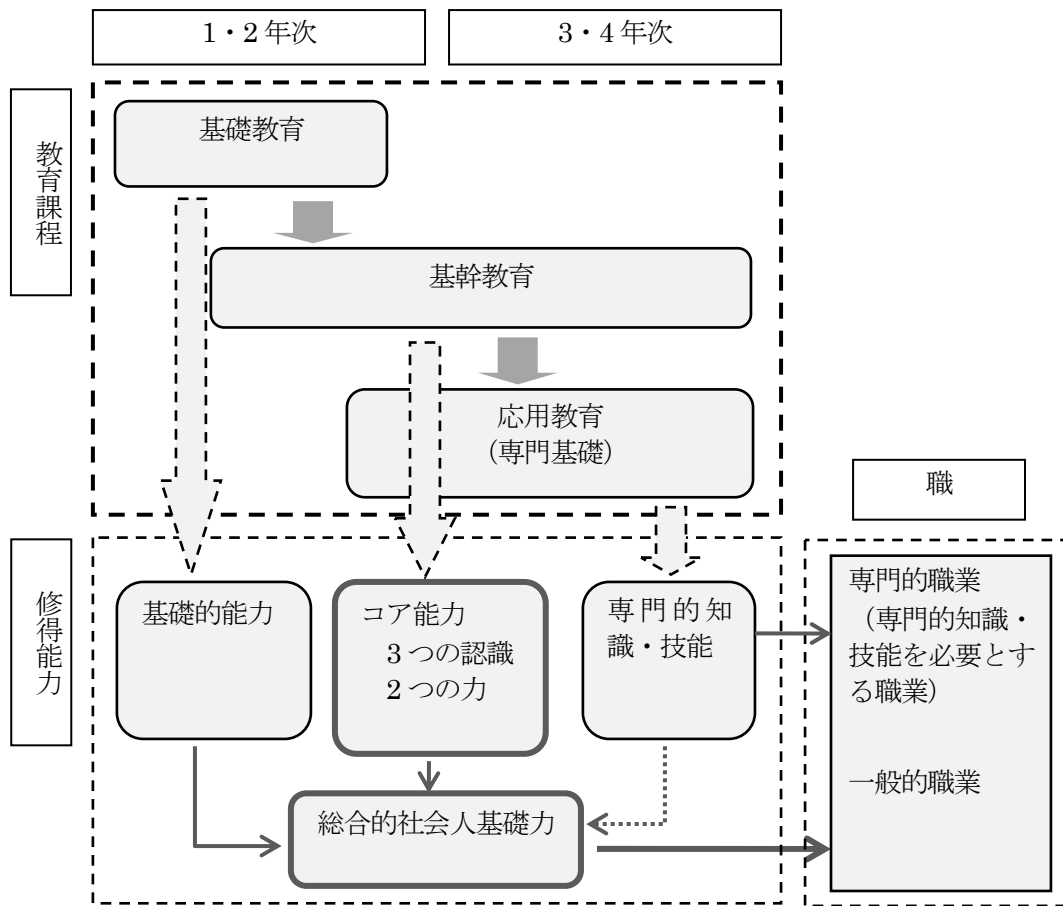 1・2 年次
3・4 年次
教育課程
基礎教育
基幹教育
応用教育
（専門基礎）
職
修得能力
基礎的能力
コア能力
3 つの認識
2 つの力
専門的知
識・技能
総合的社会人基礎力
専門的職業
（専門的知識・
技能を必要とす
る職業）
一般的職業